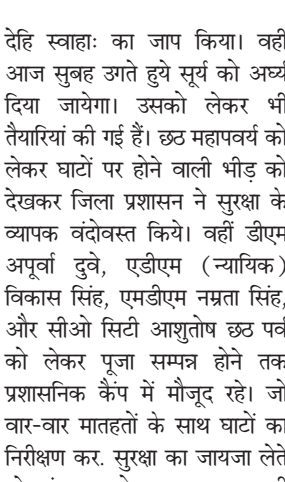 देहि स्वाहाः का जाप किया। वहीं
आज सुबह उगते हुये सूर्य को अर्घ्य
दिया जायेगा। उसको लेकर भी
तैयारियां की गई हैं। छठ महापवर्य को
लेकर घाटों पर होने वाली भीड़ को
देखकर जिला प्रशासन ने सुरक्षा के
व्यापक वंदोवस्त किये। वहीं डीएम
अपूर्वा दुवे, एडीएम (न्यायिक)
विकास सिंह, एमडीएम नम्रता सिंह,
और सीओ सिटी आशुतोष छठ पर्व
को लेकर पूजा सम्पन्न होने तक
प्रशासनिक कैंप में मौजूद रहे। जो
वार-वार मातहतों के साथ घाटों का
निरीक्षण कर. सुरक्षा का जायजा लेते